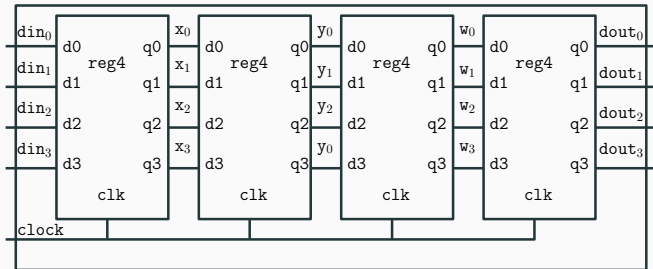 din₀ x₀ y₀ w₀ dout₀
d0 q0 d0 q0 d0 q0 d0 q0
reg4 reg4 reg4 reg4
din₁ x₁ y₁ w₁ dout₁
d1 q1 d1 q1 d1 q1 d1 q1
din₂ x₂ y₂ w₂ dout₂
d2 q2 d2 q2 d2 q2 d2 q2
din₃ x₃ y₀ w₃ dout₃
d3 q3 d3 q3 d3 q3 d3 q3
clk clk clk clk
clock